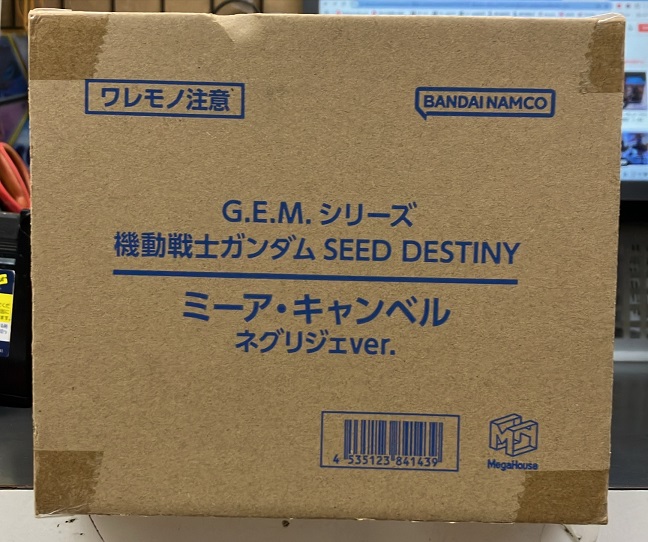 ワレモノ注意
BANDAI NAMCO
G.E.M. シリーズ
機動戦士ガンダム SEED DESTINY
ミーア・キャンベル
ネグリジェver.
4 535123 841439
MegaHouse